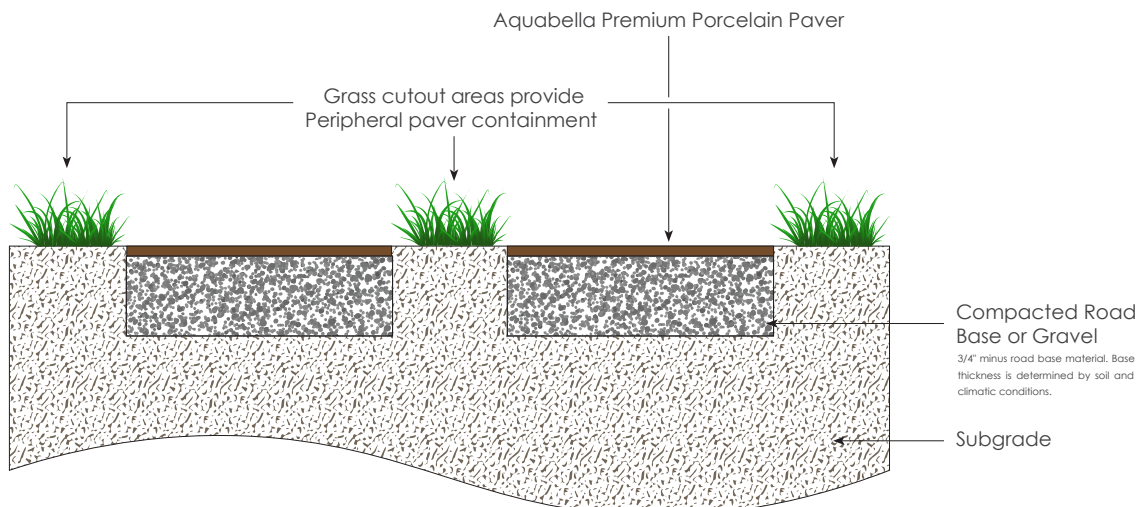 Aquabella Premium Porcelain Paver
Grass cutout areas provide
Peripheral paver containment
Compacted Road
Base or Gravel
3/4" minus road base material. Base
thickness is determined by soil and
climatic conditions.
Subgrade